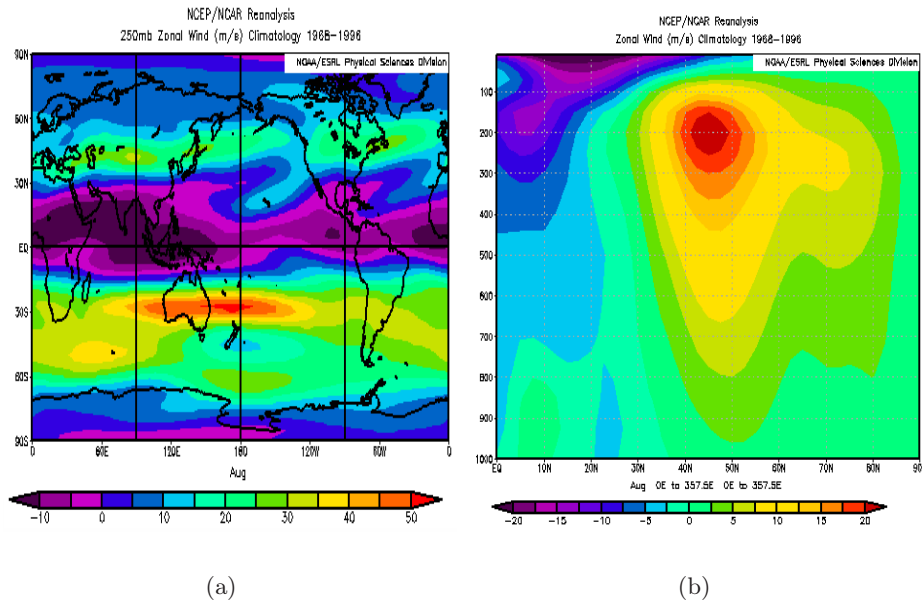 NCEP/NCAR Reanalysis
250mb Zonal Wind (m/s) Climatology 1968-1996
NOAA/ESRL Physical Sciences Division
90N
60N
30N
EQ
30S
60S
90S
0 60E 120E 180 120W 60W 0
Aug
-10 0 10 20 30 40 50
(a)
NCEP/NCAR Reanalysis
Zonal Wind (m/s) Climatology 1968-1996
NOAA/ESRL Physical Sciences Division
100
200
300
400
500
600
700
800
900
1000
EQ 10N 20N 30N 40N 50N 60N 70N 80N 90
Aug 0E to 357.5E 0E to 357.5E
-20 -15 -10 -5 0 5 10 15 20
(b)